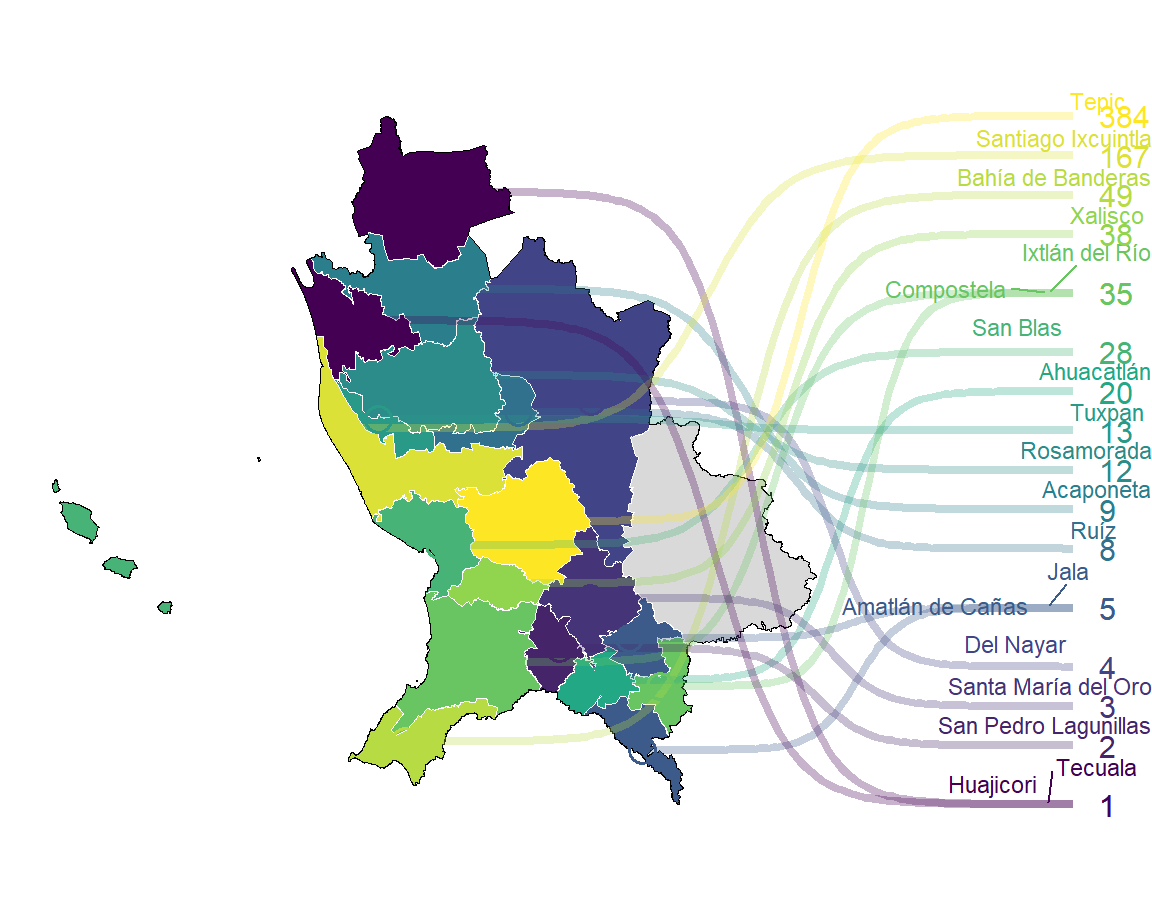 Tepic
384
Santiago Ixcuintla
167
Bahía de Banderas
49
Xalisco
38
Ixtlán del Río
Compostela
35
San Blas
28
Ahuacatlán
20
Tuxpan
13
Rosamorada
12
Acaponeta
9
Ruíz
8
Jala
Amatlán de Cañas
5
Del Nayar
4
Santa María del Oro
3
San Pedro Lagunillas
2
Tecuala
Huajicori
1